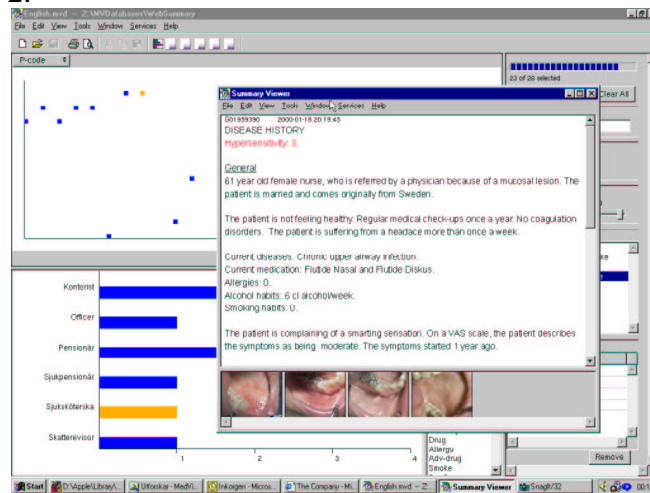 2.
English.mvd - Z:\MVDatabases\WebSummary
File Edit View Tools Window Services Help
P-code
23 of 28 selected
Clear All
Summary Viewer
File Edit View Tools Window Services Help
G01959390 2000-01-18 20:19:45
DISEASE HISTORY
Hypersensitivity: 0.
General
61 year old female nurse, who is referred by a physician because of a mucosal lesion. The
patient is married and comes originally from Sweden.
The patient is not feeling healthy. Regular medical check-ups once a year. No coagulation
disorders. The patient is suffering from a headace more than once a week.
Current diseases: Chronic upper airway infection.
Current medication: Flutide Nasal and Flutide Diskus.
Allergies: 0.
Alcohol habits: 6 cl alcohol/week.
Smoking habits: 0.
The patient is complaining of a smarting sensation. On a VAS scale, the patient describes
the symptoms as being moderate. The symptoms started 1 year ago.
Kontorist
Officer
Pensionär
Sjukpensionär
Sjuksköterska
Skatterevisor
1 2 3 4
Drug
Allergy
Adv-drug
Smoke
Remove
Start D:\Apple\Library\... Utforskar - MedVi... Inkorgen - Micros... The Company - Mi... English.mvd - Z... Summary Viewer SnagIt/32